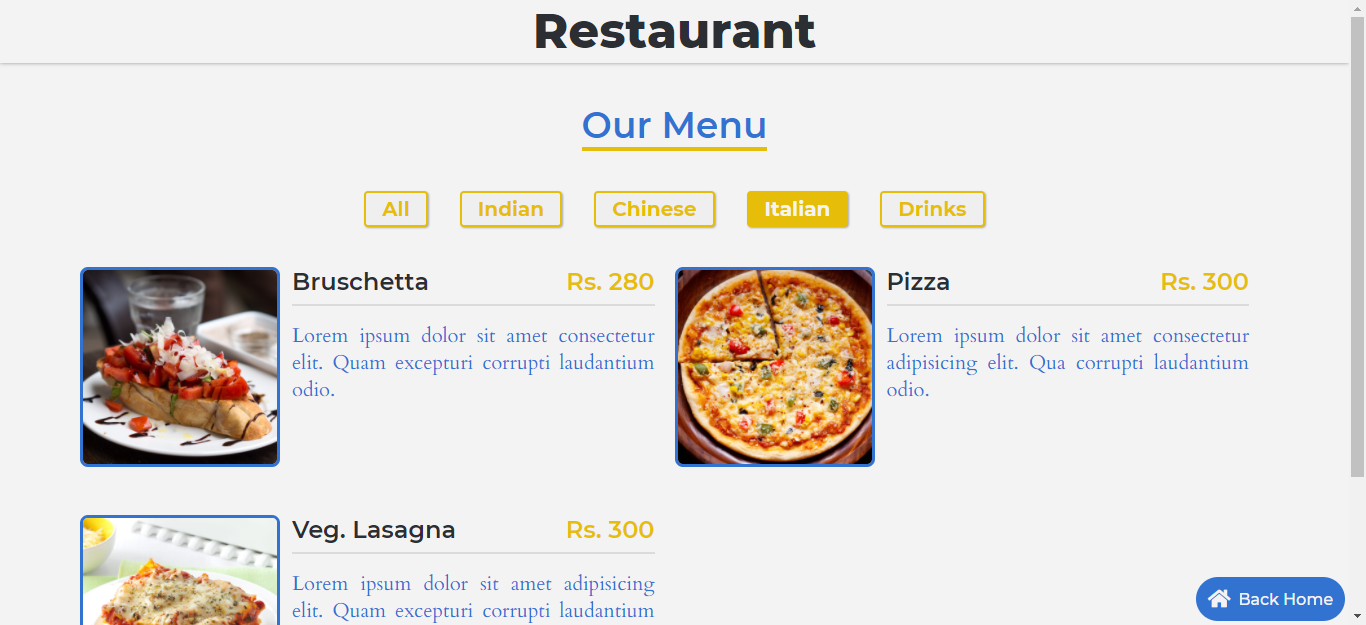 Restaurant
Our Menu
All Indian Chinese Italian Drinks
Bruschetta Rs. 280
Lorem ipsum dolor sit amet consectetur
elit. Quam excepturi corrupti laudantium
odio.
Pizza Rs. 300
Lorem ipsum dolor sit amet consectetur
adipisicing elit. Qua corrupti laudantium
odio.
Veg. Lasagna Rs. 300
Lorem ipsum dolor sit amet adipisicing
elit. Quam excepturi corrupti laudantium
Back Home